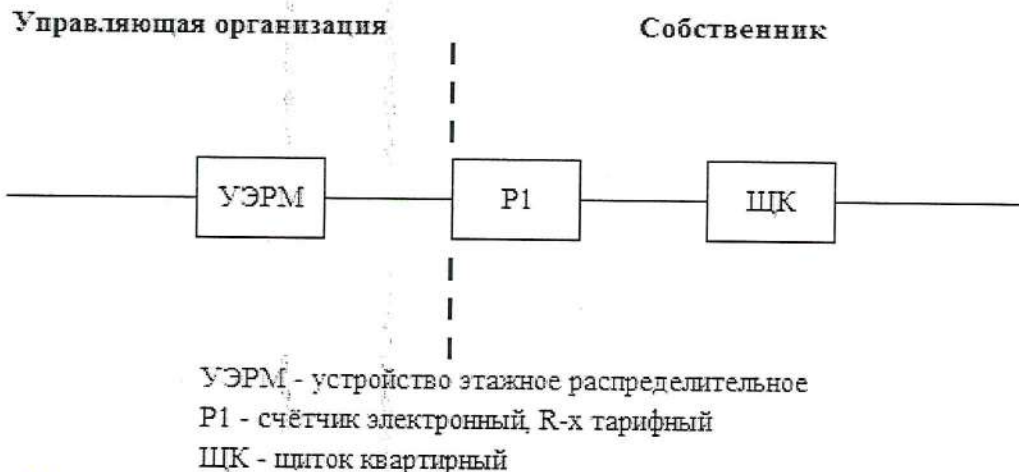 Управляющая организация
Собственник
УЭРМ
Р1
ЩК
УЭРМ - устройство этажное распределительное
Р1 - счётчик электронный, R-х тарифный
ЩК - щиток квартирный